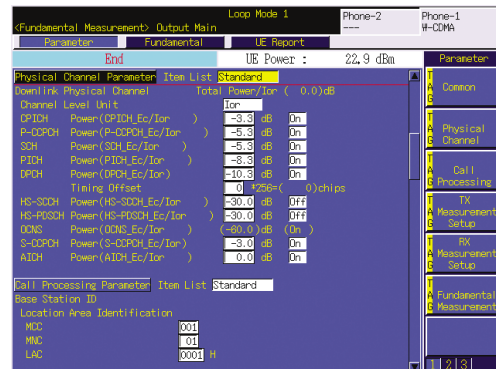 Loop Mode 1
Phone-2
Phone-1
<Fundamental Measurement> Output Main
---
W-CDMA
Parameter Fundamental UE Report
End UE Power : 22.9 dBm Parameter
Physical Channel Parameter Item List Standard
Downlink Physical Channel Total Power/Ior ( 0.0)dB
Channel Level Unit Ior
CPICH Power(CPICH_Ec/Ior ) -3.3 dB On
P-CCPCH Power(P-CCPCH_Ec/Ior ) -5.3 dB On
SCH Power(SCH_Ec/Ior ) -5.3 dB On
PICH Power(PICH_Ec/Ior ) -8.3 dB On
DPCH Power(DPCH_Ec/Ior) -10.3 dB On
Timing Offset 0 *256=( 0)chips
HS-SCCH Power(HS-SCCH_Ec/Ior ) -30.0 dB Off
HS-PDSCH Power(HS-PDSCH_Ec/Ior ) -30.0 dB Off
OCNS Power(OCNS_Ec/Ior ) (-60.0)dB (On )
S-CCPCH Power(S-CCPCH_Ec/Ior) -3.0 dB On
AICH Power(AICH_Ec/Ior ) 0.0 dB On
Call Processing Parameter Item List Standard
Base Station ID
Location Area Identification
MCC 001
MNC 01
LAC 0001 H
TAG Common
TAG Physical Channel
TAG Call Processing
TAG TX Measurement Setup
TAG RX Measurement Setup
TAG Fundamental Measurement
1 2 3